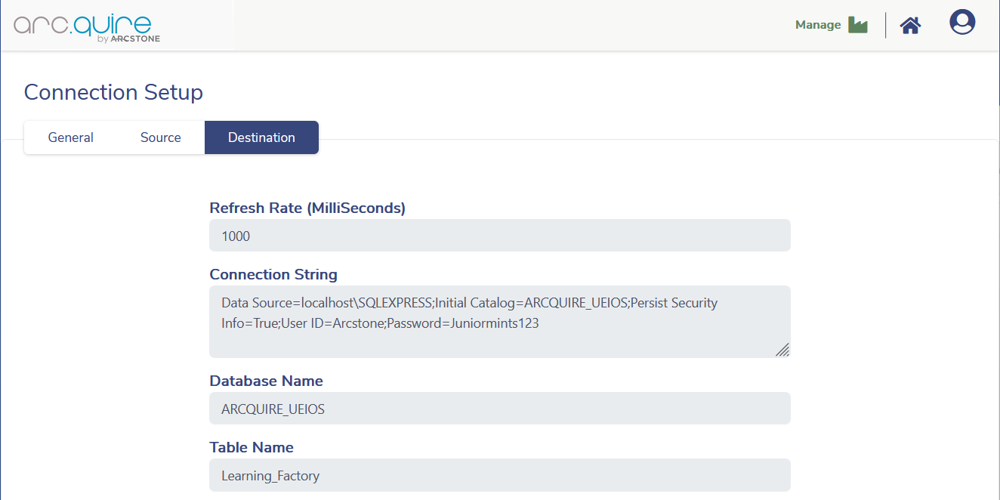 arc.quire
by ARCSTONE
Manage
Connection Setup
General Source Destination
Refresh Rate (MilliSeconds)
1000
Connection String
Data Source=localhost\SQLEXPRESS;Initial Catalog=ARCQUIRE_UEIOS;Persist Security
Info=True;User ID=Arcstone;Password=Juniormints123
Database Name
ARCQUIRE_UEIOS
Table Name
Learning_Factory